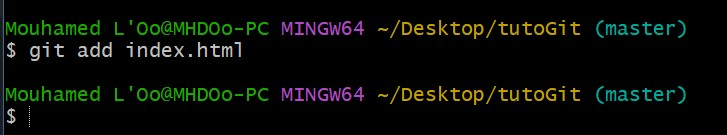 Mouhamed L'Oo@MHDOo-PC MINGW64 ~/Desktop/tutoGit (master)
$ git add index.html
Mouhamed L'Oo@MHDOo-PC MINGW64 ~/Desktop/tutoGit (master)
$